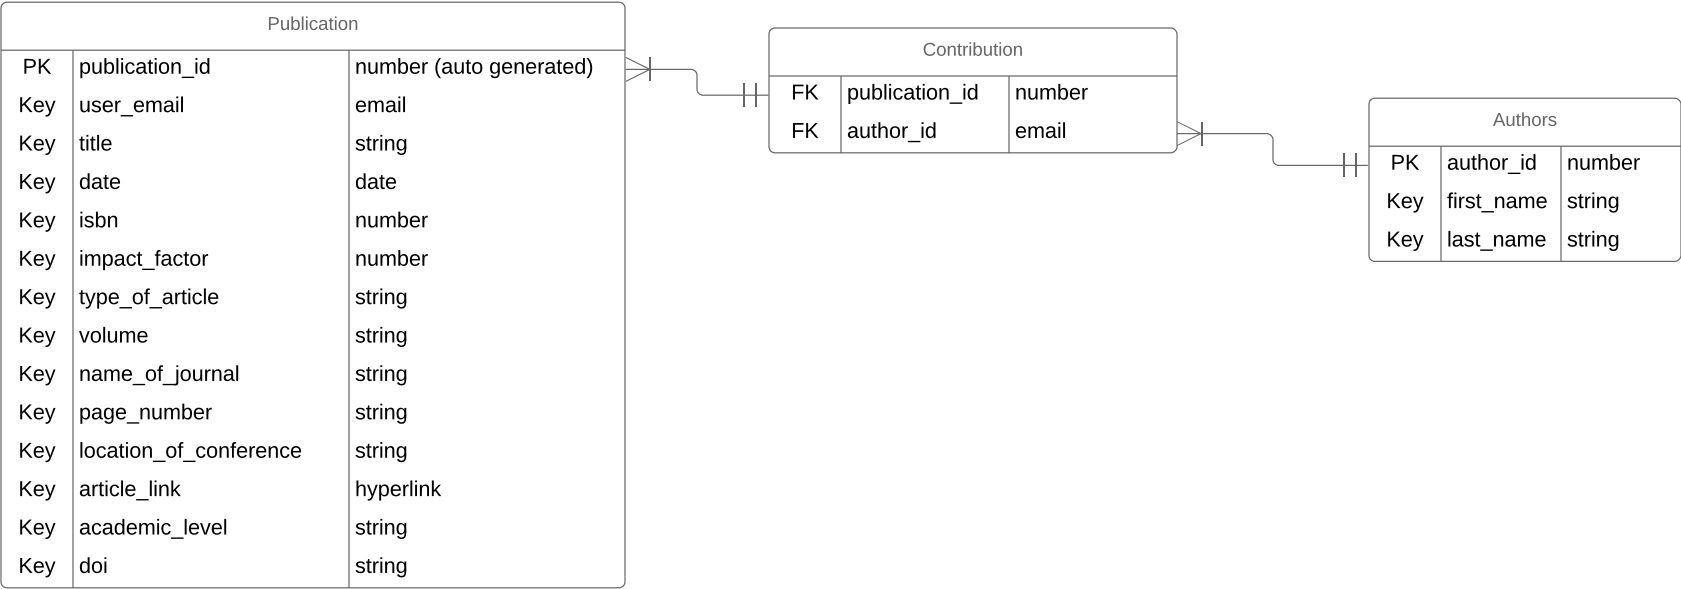 Publication
PK publication_id number (auto generated)
Key user_email email
Key title string
Key date date
Key isbn number
Key impact_factor number
Key type_of_article string
Key volume string
Key name_of_journal string
Key page_number string
Key location_of_conference string
Key article_link hyperlink
Key academic_level string
Key doi string
Contribution
FK publication_id number
FK author_id email
Authors
PK author_id number
Key first_name string
Key last_name string